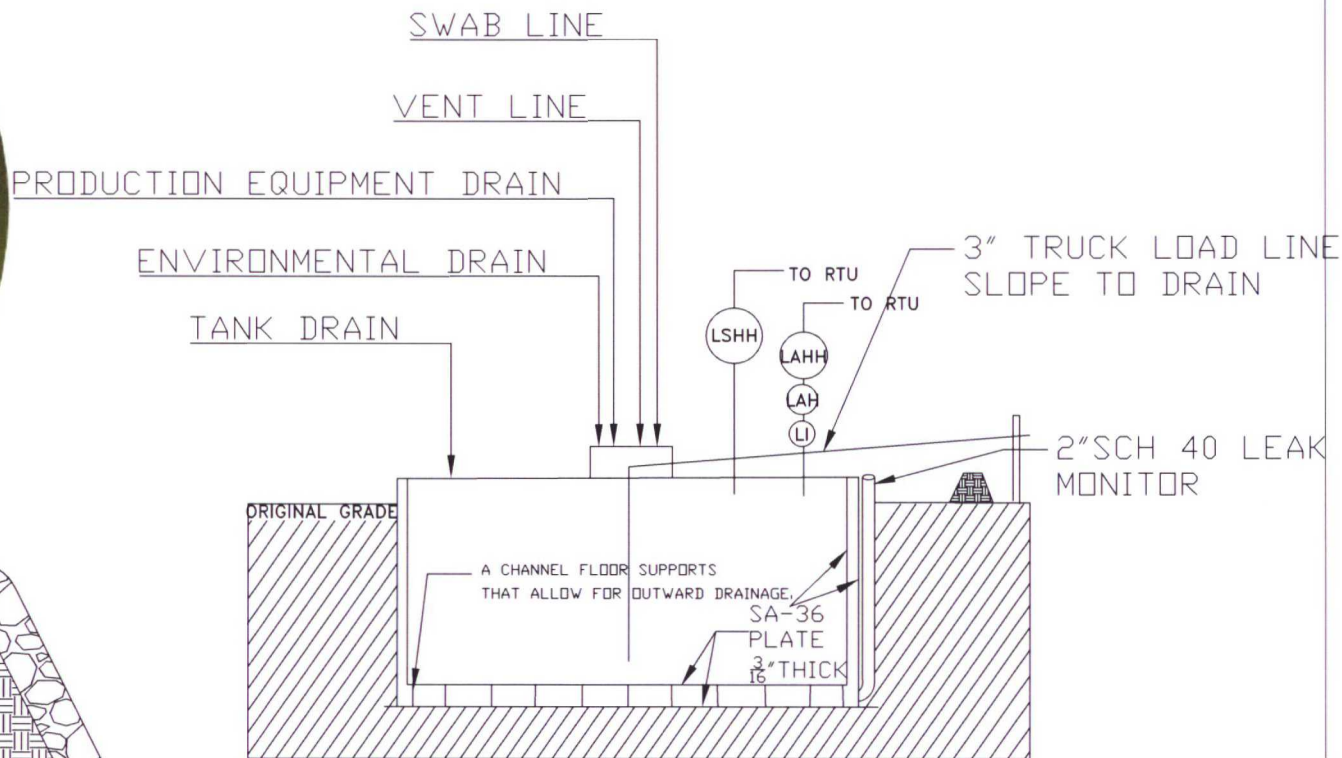 SWAB LINE
VENT LINE
PRODUCTION EQUIPMENT DRAIN
ENVIRONMENTAL DRAIN
TANK DRAIN
TO RTU
TO RTU
LSHH
LAHH
LAH
LI
3" TRUCK LOAD LINE
SLOPE TO DRAIN
2"SCH 40 LEAK
MONITOR
ORIGINAL GRADE
A CHANNEL FLOOR SUPPORTS
THAT ALLOW FOR OUTWARD DRAINAGE.
SA-36
PLATE
3/16" THICK